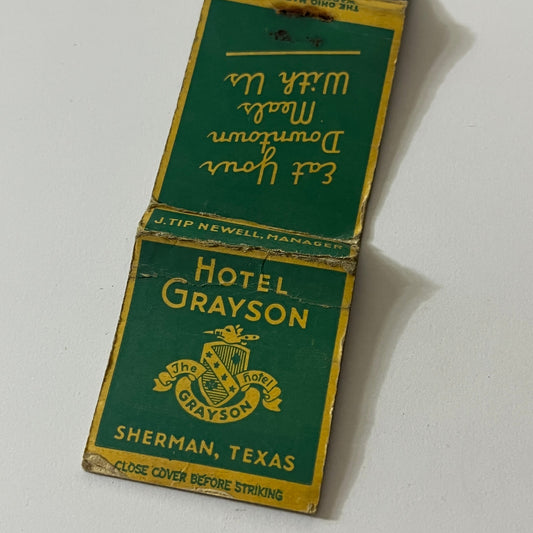 THE OHIO
Eat Your
Downtown
Meals
With Us
J. TIP NEWELL, MANAGER
HOTEL
GRAYSON
The Hotel
GRAYSON
SHERMAN, TEXAS
CLOSE COVER BEFORE STRIKING